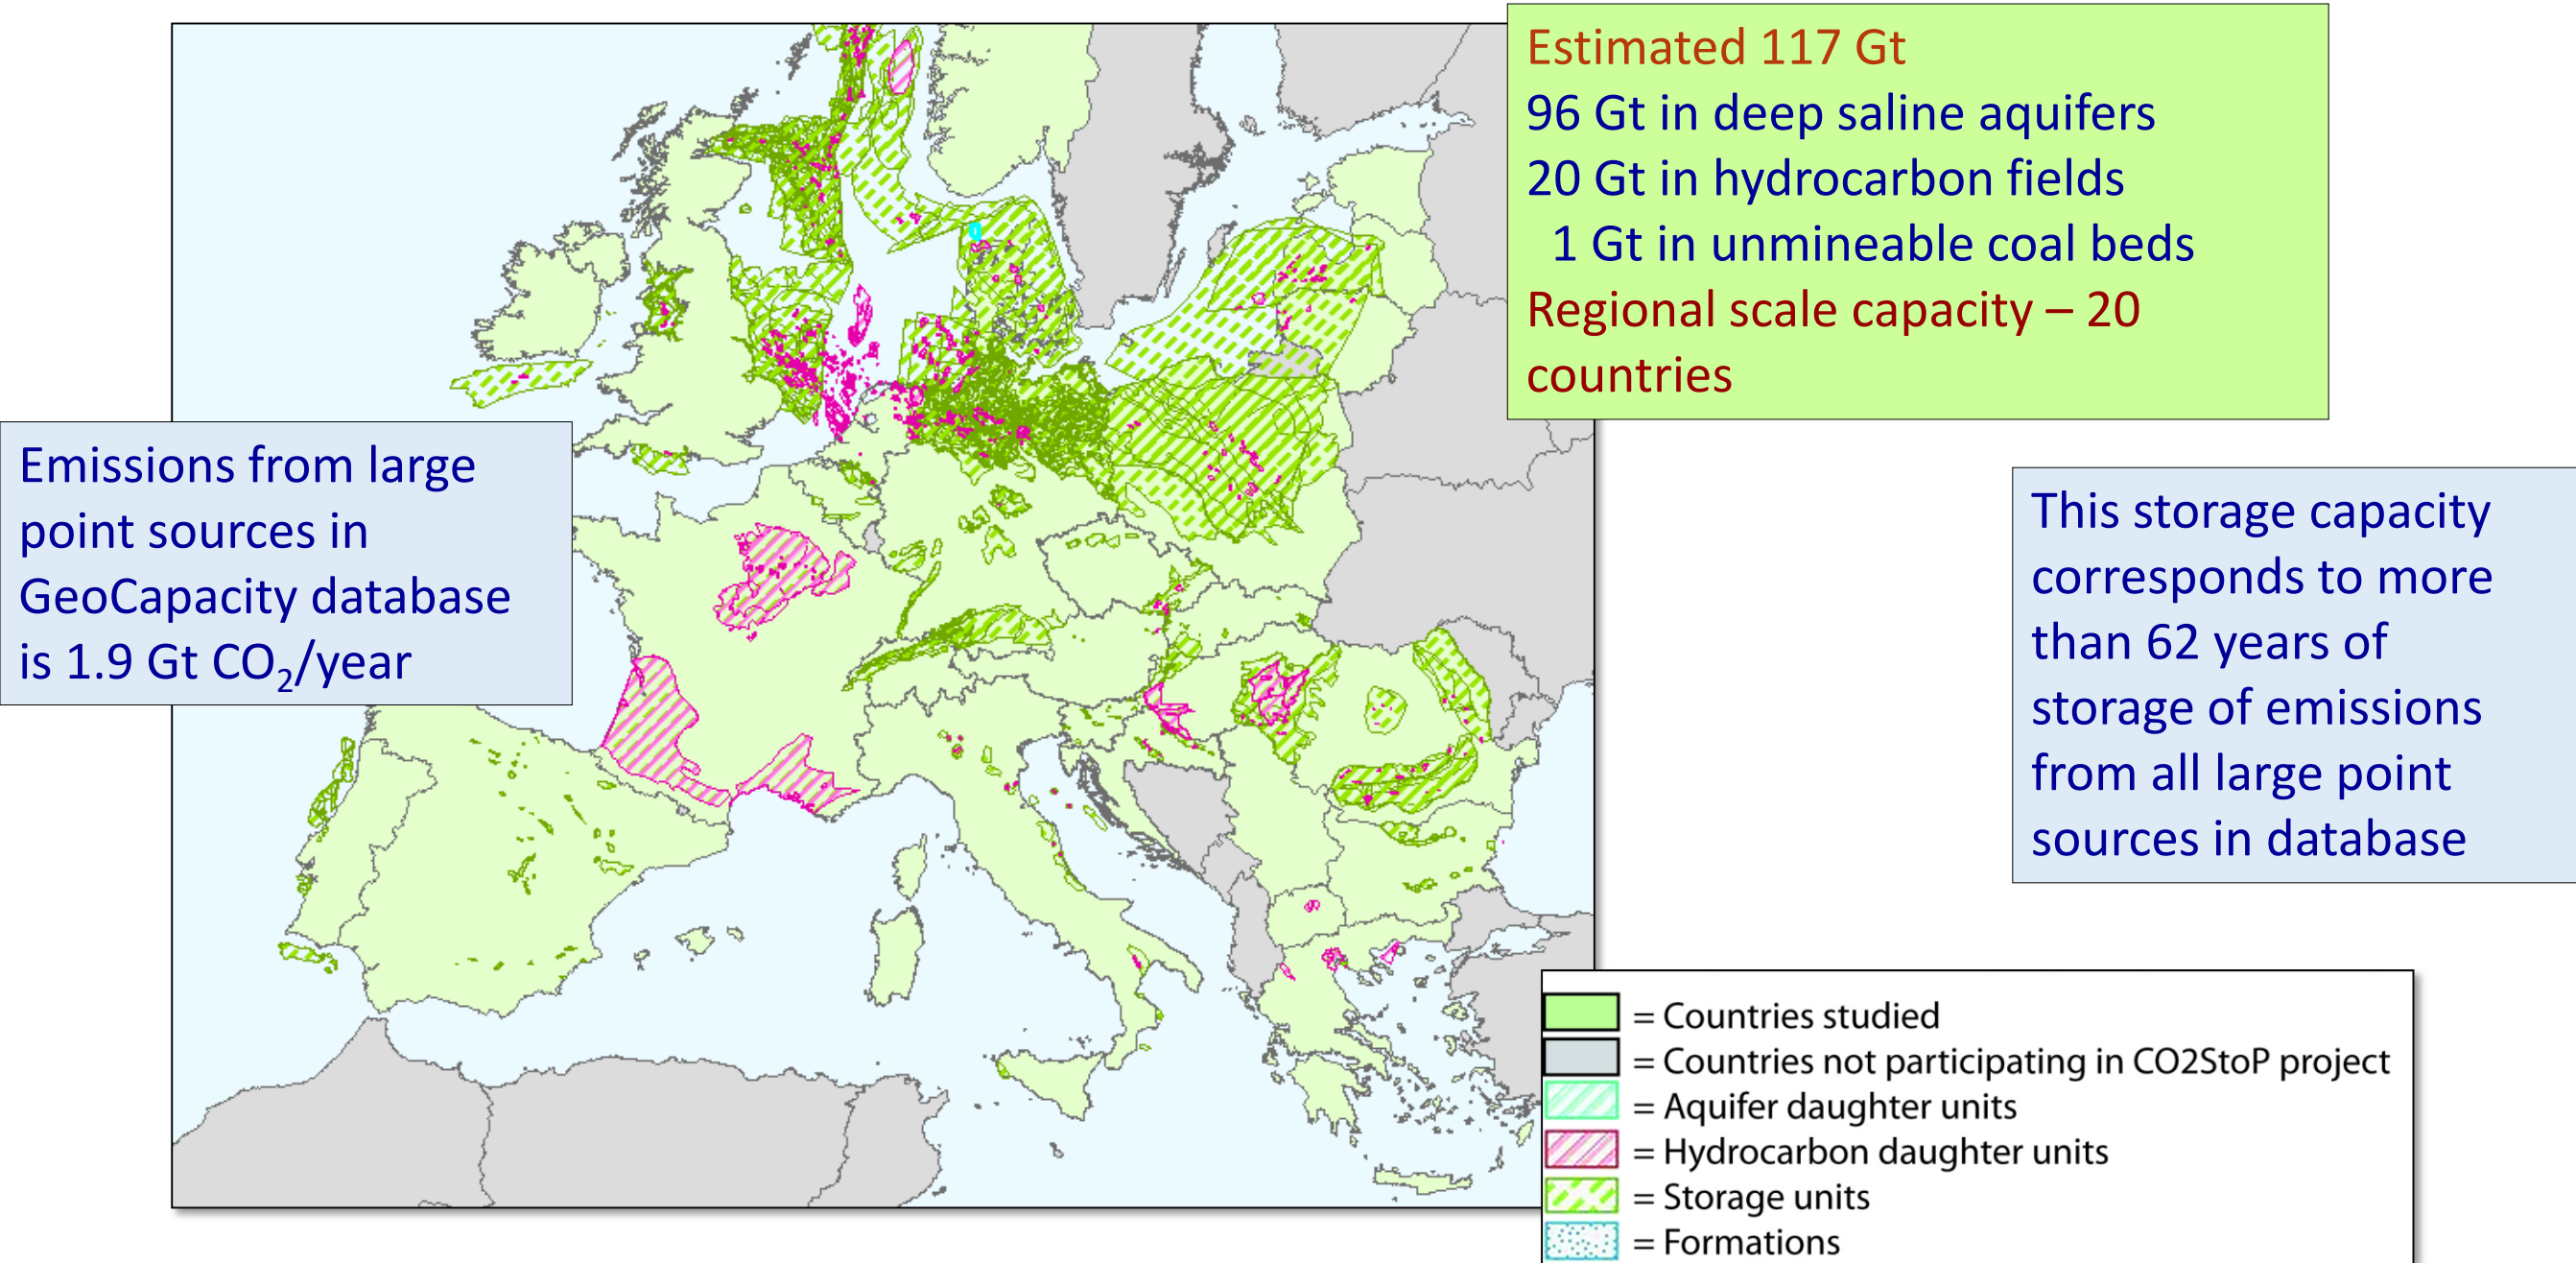 Estimated 117 Gt
96 Gt in deep saline aquifers
20 Gt in hydrocarbon fields
1 Gt in unmineable coal beds
Regional scale capacity – 20
countries
Emissions from large
point sources in
GeoCapacity database
is 1.9 Gt CO₂/year
This storage capacity
corresponds to more
than 62 years of
storage of emissions
from all large point
sources in database
= Countries studied
= Countries not participating in CO2StoP project
= Aquifer daughter units
= Hydrocarbon daughter units
= Storage units
= Formations